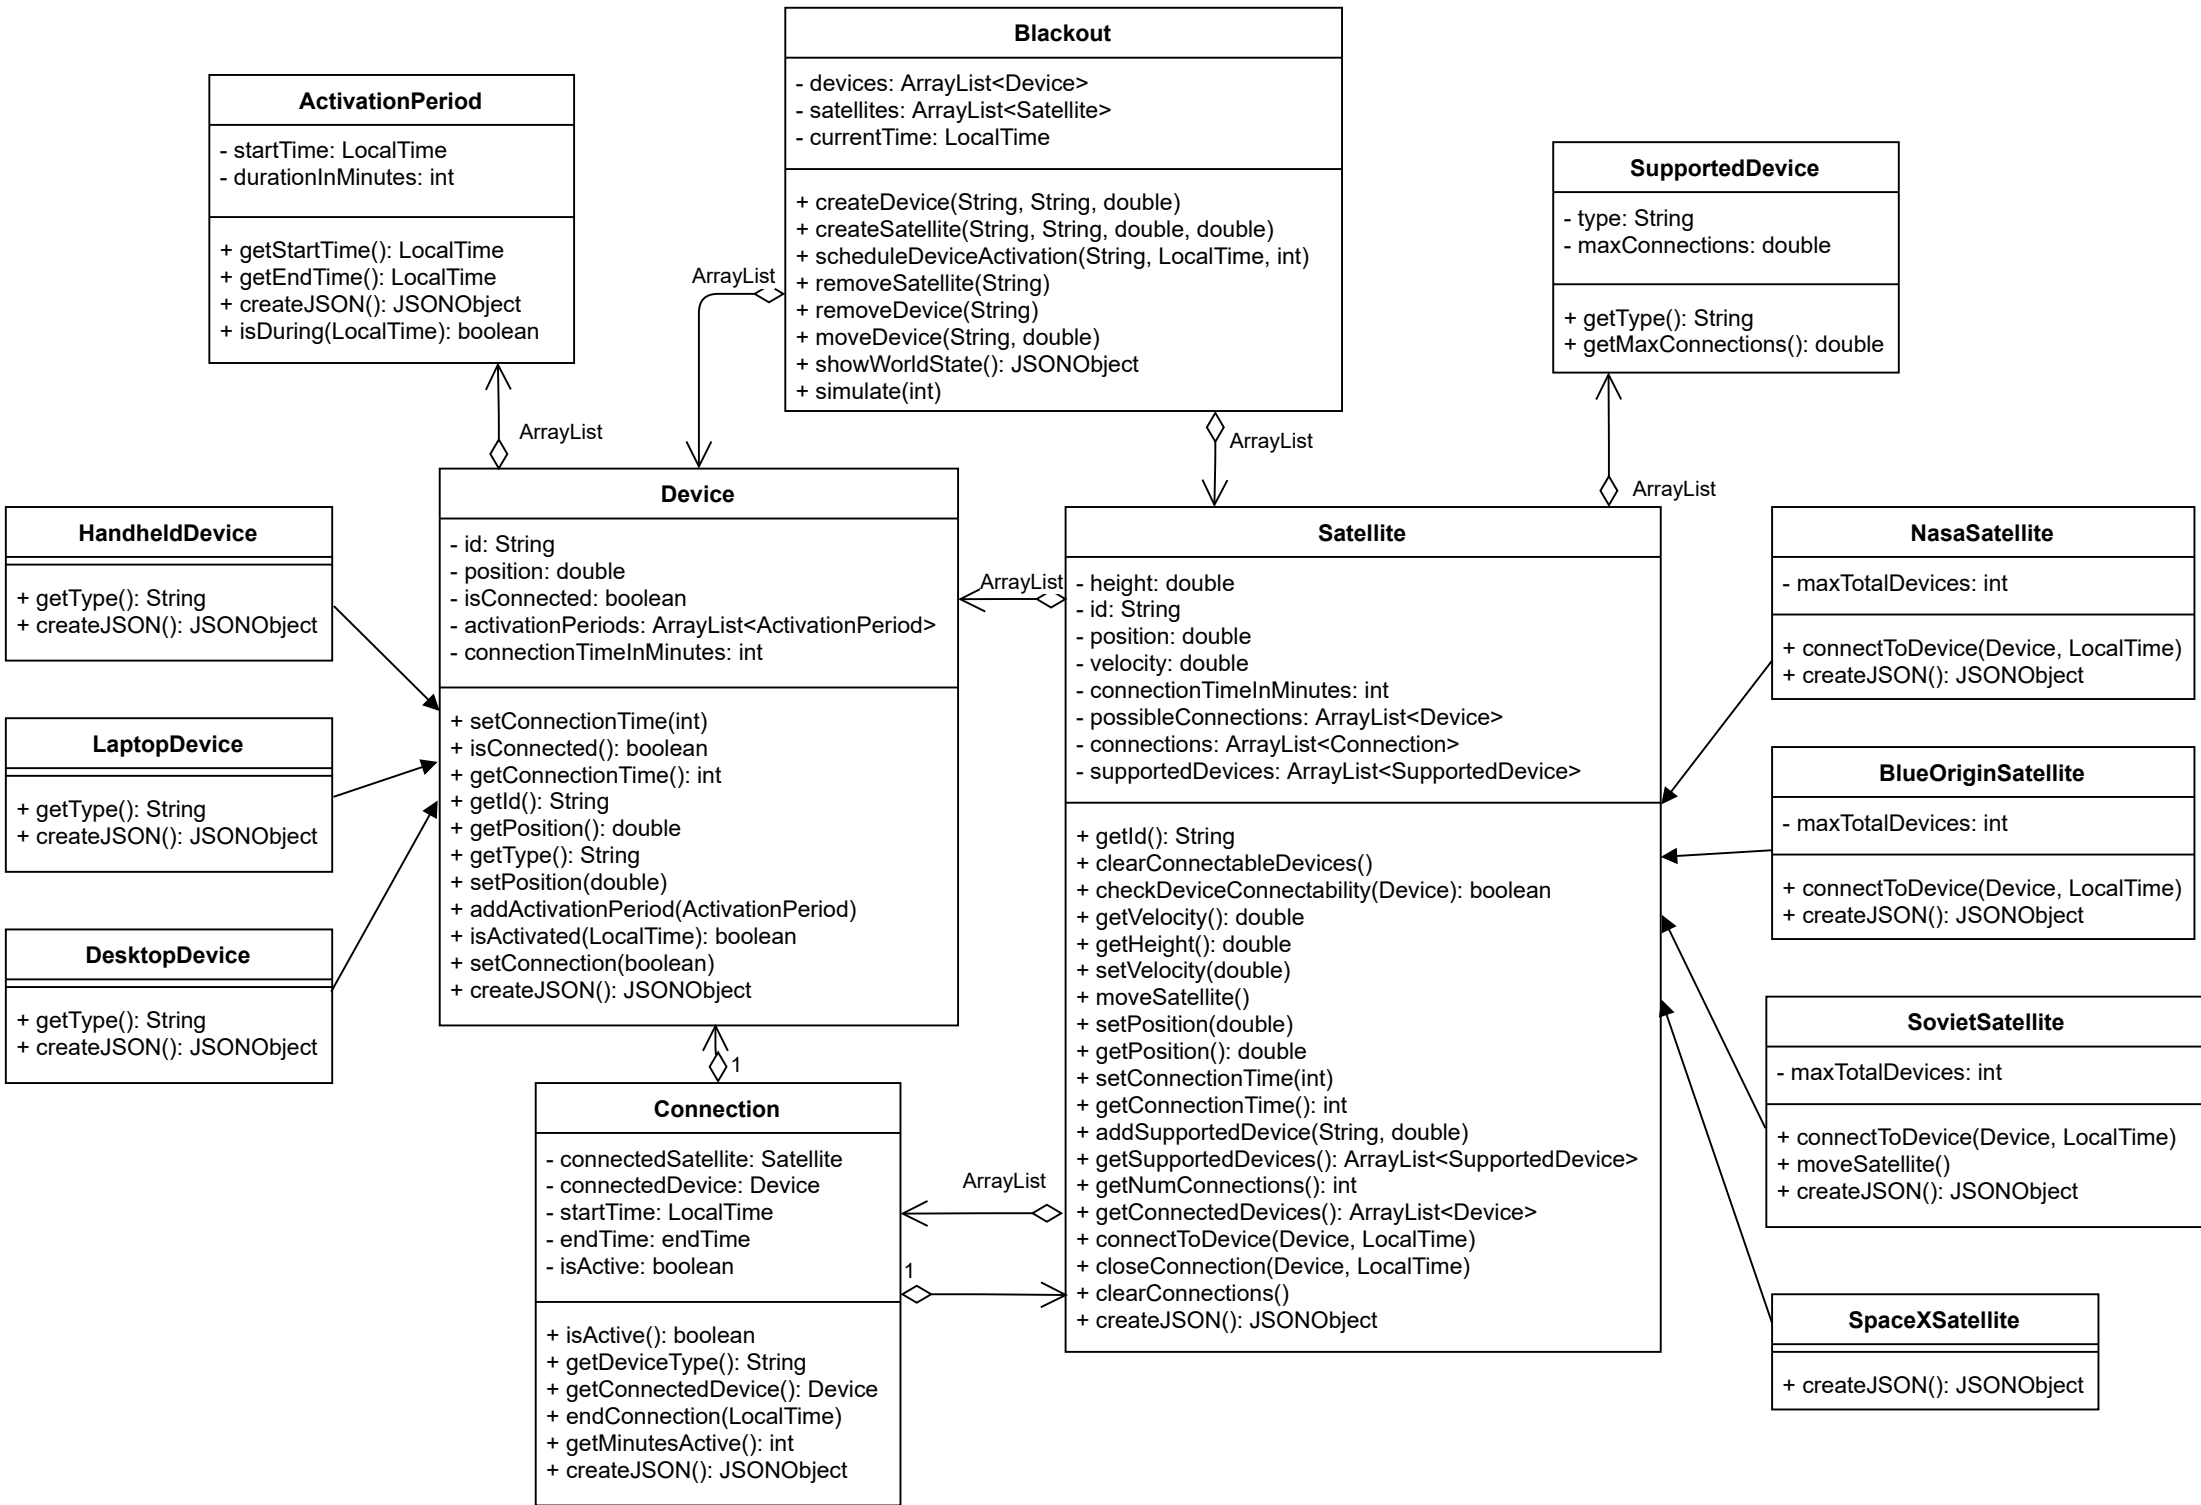 Blackout
- devices: ArrayList<Device>
- satellites: ArrayList<Satellite>
- currentTime: LocalTime
+ createDevice(String, String, double)
+ createSatellite(String, String, double, double)
+ scheduleDeviceActivation(String, LocalTime, int)
+ removeSatellite(String)
+ removeDevice(String)
+ moveDevice(String, double)
+ showWorldState(): JSONObject
+ simulate(int)
ActivationPeriod
- startTime: LocalTime
- durationInMinutes: int
+ getStartTime(): LocalTime
+ getEndTime(): LocalTime
+ createJSON(): JSONObject
+ isDuring(LocalTime): boolean
SupportedDevice
- type: String
- maxConnections: double
+ getType(): String
+ getMaxConnections(): double
ArrayList
ArrayList
ArrayList
ArrayList
HandheldDevice
+ getType(): String
+ createJSON(): JSONObject
LaptopDevice
+ getType(): String
+ createJSON(): JSONObject
DesktopDevice
+ getType(): String
+ createJSON(): JSONObject
Device
- id: String
- position: double
- isConnected: boolean
- activationPeriods: ArrayList<ActivationPeriod>
- connectionTimeInMinutes: int
+ setConnectionTime(int)
+ isConnected(): boolean
+ getConnectionTime(): int
+ getId(): String
+ getPosition(): double
+ getType(): String
+ setPosition(double)
+ addActivationPeriod(ActivationPeriod)
+ isActivated(LocalTime): boolean
+ setConnection(boolean)
+ createJSON(): JSONObject
ArrayList
Satellite
- height: double
- id: String
- position: double
- velocity: double
- connectionTimeInMinutes: int
- possibleConnections: ArrayList<Device>
- connections: ArrayList<Connection>
- supportedDevices: ArrayList<SupportedDevice>
+ getId(): String
+ clearConnectableDevices()
+ checkDeviceConnectability(Device): boolean
+ getVelocity(): double
+ getHeight(): double
+ setVelocity(double)
+ moveSatellite()
+ setPosition(double)
+ getPosition(): double
+ setConnectionTime(int)
+ getConnectionTime(): int
+ addSupportedDevice(String, double)
+ getSupportedDevices(): ArrayList<SupportedDevice>
+ getNumConnections(): int
+ getConnectedDevices(): ArrayList<Device>
+ connectToDevice(Device, LocalTime)
+ closeConnection(Device, LocalTime)
+ clearConnections()
+ createJSON(): JSONObject
NasaSatellite
- maxTotalDevices: int
+ connectToDevice(Device, LocalTime)
+ createJSON(): JSONObject
BlueOriginSatellite
- maxTotalDevices: int
+ connectToDevice(Device, LocalTime)
+ createJSON(): JSONObject
SovietSatellite
- maxTotalDevices: int
+ connectToDevice(Device, LocalTime)
+ moveSatellite()
+ createJSON(): JSONObject
SpaceXSatellite
+ createJSON(): JSONObject
1
Connection
- connectedSatellite: Satellite
- connectedDevice: Device
- startTime: LocalTime
- endTime: endTime
- isActive: boolean
+ isActive(): boolean
+ getDeviceType(): String
+ getConnectedDevice(): Device
+ endConnection(LocalTime)
+ getMinutesActive(): int
+ createJSON(): JSONObject
ArrayList
1